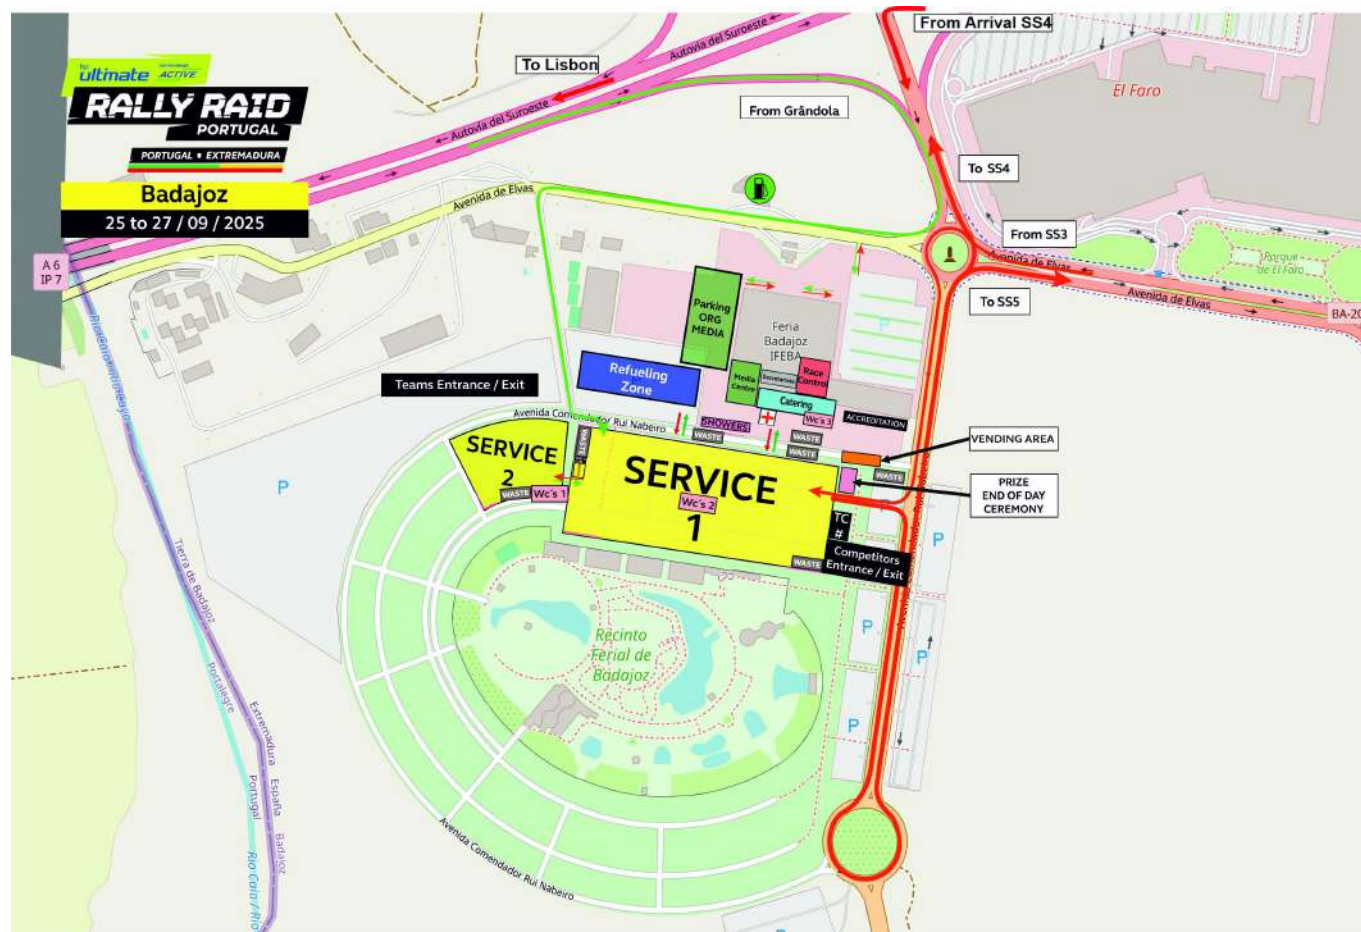 From Arrival SS4
Autovía del Suroeste
To Lisbon
El Faro
ultimate
ACTIVE
RALLY RAID
PORTUGAL
PORTUGAL ▪ EXTREMADURA
Autovía del Suroeste
From Grândola
To SS4
Badajoz
25 to 27 / 09 / 2025
Avenida de Elvas
From SS3
Avenida de Elvas
Parque
de El Faro
A 6
IP 7
Avenida de Elvas
To SS5
BA-20
Parking
ORG
MEDIA
P
Feria
Badajoz
IFEBA
Refueling
Zone
Media
Centre
Race
Control
Catering
Teams Entrance / Exit
Avenida Comendador Rui Nabeiro
SHOWERS
Wc's 3
ACCREDITATION
WASTE
WASTE
WASTE
WASTE
WASTE
VENDING AREA
SERVICE
2
WASTE
Wc's 1
SERVICE
1
Wc's 2
PRIZE
END OF DAY
CEREMONY
P
TC
#
P
Competitors
Entrance / Exit
WASTE
Tierra de Badajoz
Portalegre
Recinto
Ferial de
Badajoz
P
P
P
Extremadura
España
Badajoz
Portugal
Rio Caia / Río
Avenida Comendador Rui Nabeiro
P